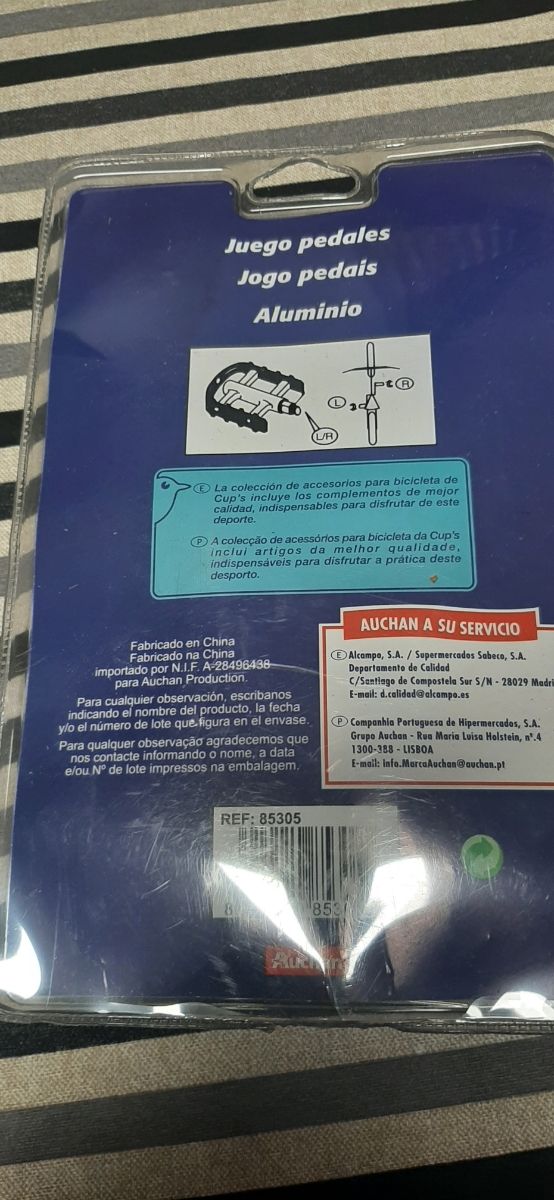 Juego pedales
Jogo pedais
Aluminio
R
L
L/R
E La colección de accesorios para bicicleta de
Cup's incluye los complementos de mejor
calidad, indispensables para disfrutar de este
deporte.
P A colecção de acessórios para bicicleta da Cup's
inclui artigos da melhor qualidade,
indispensáveis para disfrutar a prática deste
desporto.
Fabricado en China
Fabricado na China
importado por N.I.F. A-28496438
para Auchan Production.
Para cualquier observación, escribanos
indicando el nombre del producto, la fecha
y/o el número de lote que figura en el envase.
Para qualquer observação agradecemos que
nos contacte informando o nome, a data
e/ou Nº de lote impressos na embalagem.
AUCHAN A SU SERVICIO
E Alcampo, S.A. / Supermercados Sabeco, S.A.
Departamento de Calidad
C/Santiago de Compostela Sur S/N - 28029 Madri
E-mail: d.calidad@alcampo.es
P Companhia Portuguesa de Hipermercados, S.A.
Grupo Auchan - Rua Maria Luisa Holstein, nº.4
1300-388 - LISBOA
E-mail: Info.MarcaAuchan@auchan.pt
REF: 85305
8 853
Auchan